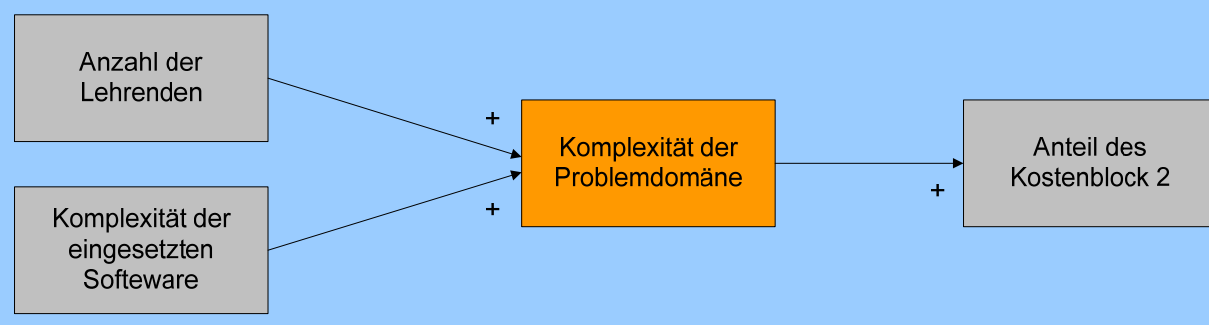 Anzahl der
Lehrenden
+
Komplexität der
Problemdomäne
Anteil des
Kostenblock 2
+
Komplexität der
eingesetzten
Softeware
+